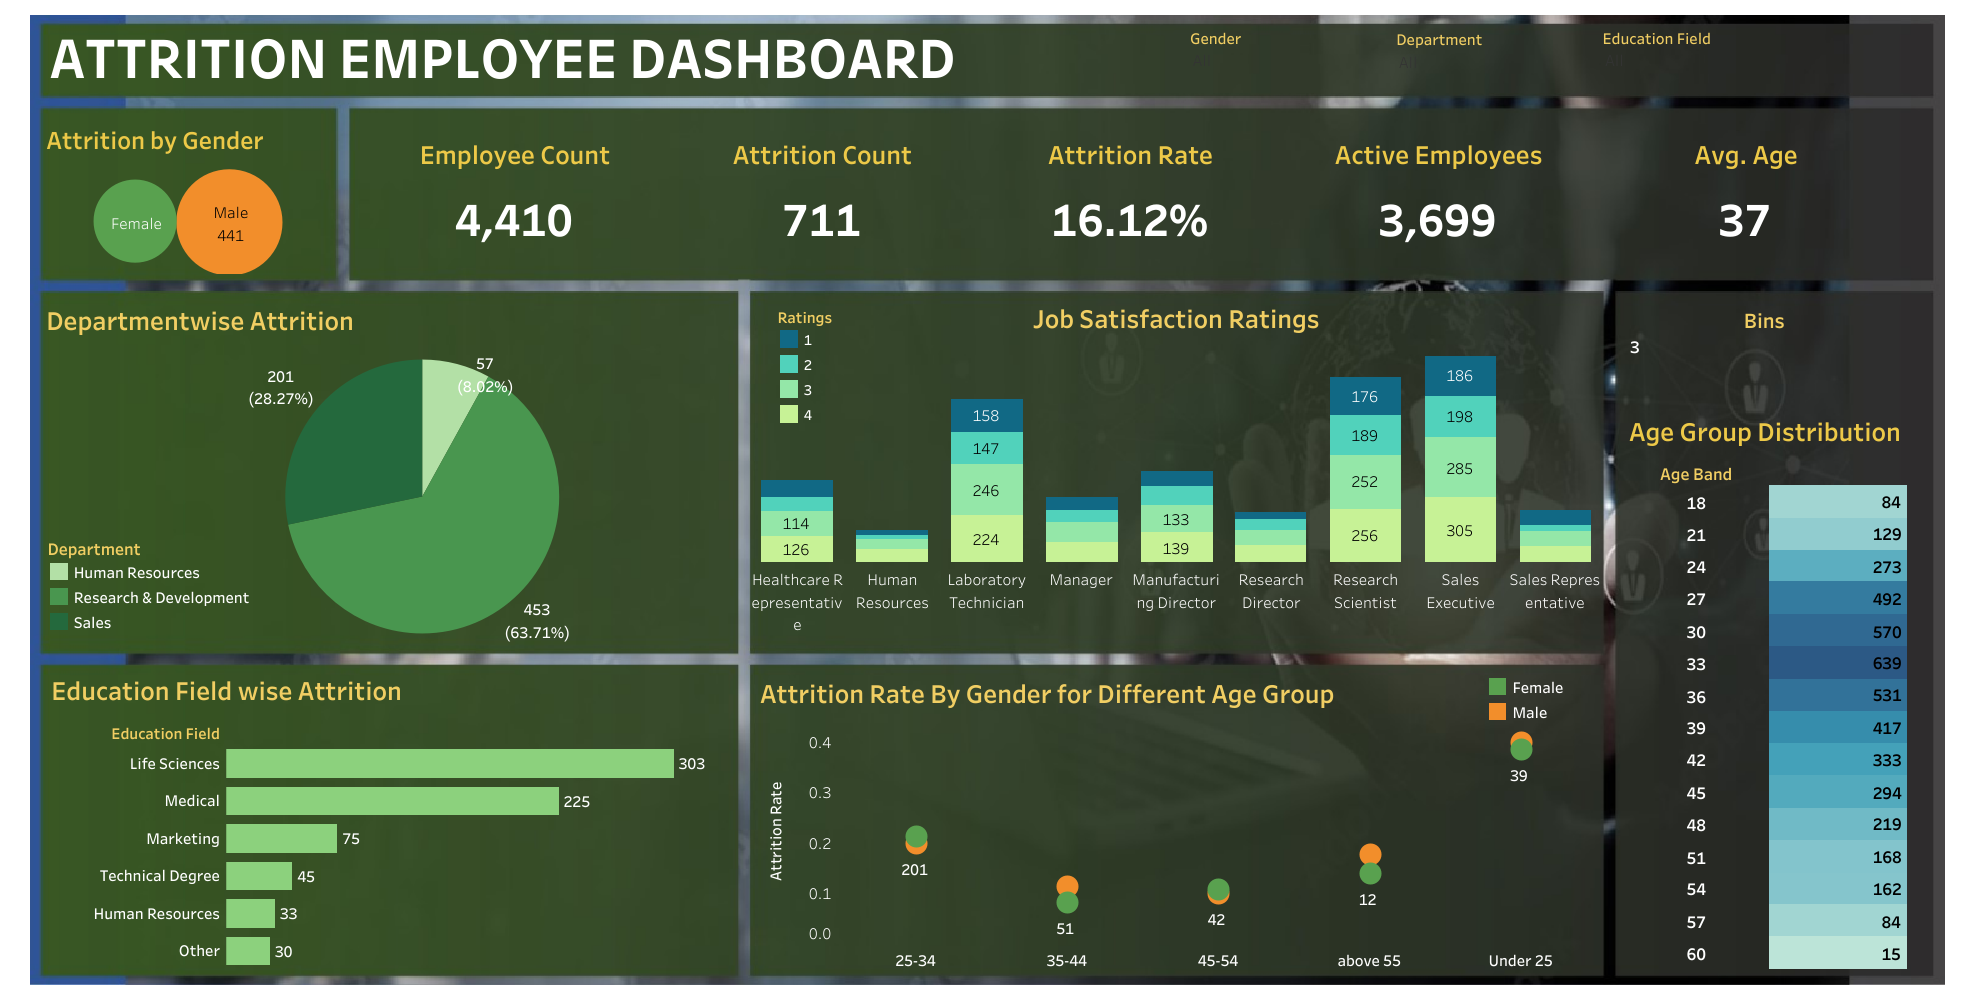 ATTRITION EMPLOYEE DASHBOARD
Gender
Department
Education Field
Attrition by Gender
Female
Male
441
Employee Count
4,410
Attrition Count
711
Attrition Rate
16.12%
Active Employees
3,699
Avg. Age
37
Departmentwise Attrition
201
(28.27%)
57
(8.02%)
453
(63.71%)
Department
Human Resources
Research & Development
Sales
Job Satisfaction Ratings
Ratings
1
2
3
4
114
126
158
147
246
224
133
139
176
189
252
256
186
198
285
305
Healthcare R
epresentativ
e
Human
Resources
Laboratory
Technician
Manager
Manufacturi
ng Director
Research
Director
Research
Scientist
Sales
Executive
Sales Repres
entative
Bins
3
Age Group Distribution
Age Band
18 84
21 129
24 273
27 492
30 570
33 639
36 531
39 417
42 333
45 294
48 219
51 168
54 162
57 84
60 15
Education Field wise Attrition
Education Field
Life Sciences 303
Medical 225
Marketing 75
Technical Degree 45
Human Resources 33
Other 30
Attrition Rate By Gender for Different Age Group
Female
Male
Attrition Rate
0.4
0.3
0.2
0.1
0.0
201
51
42
12
39
25-34
35-44
45-54
above 55
Under 25